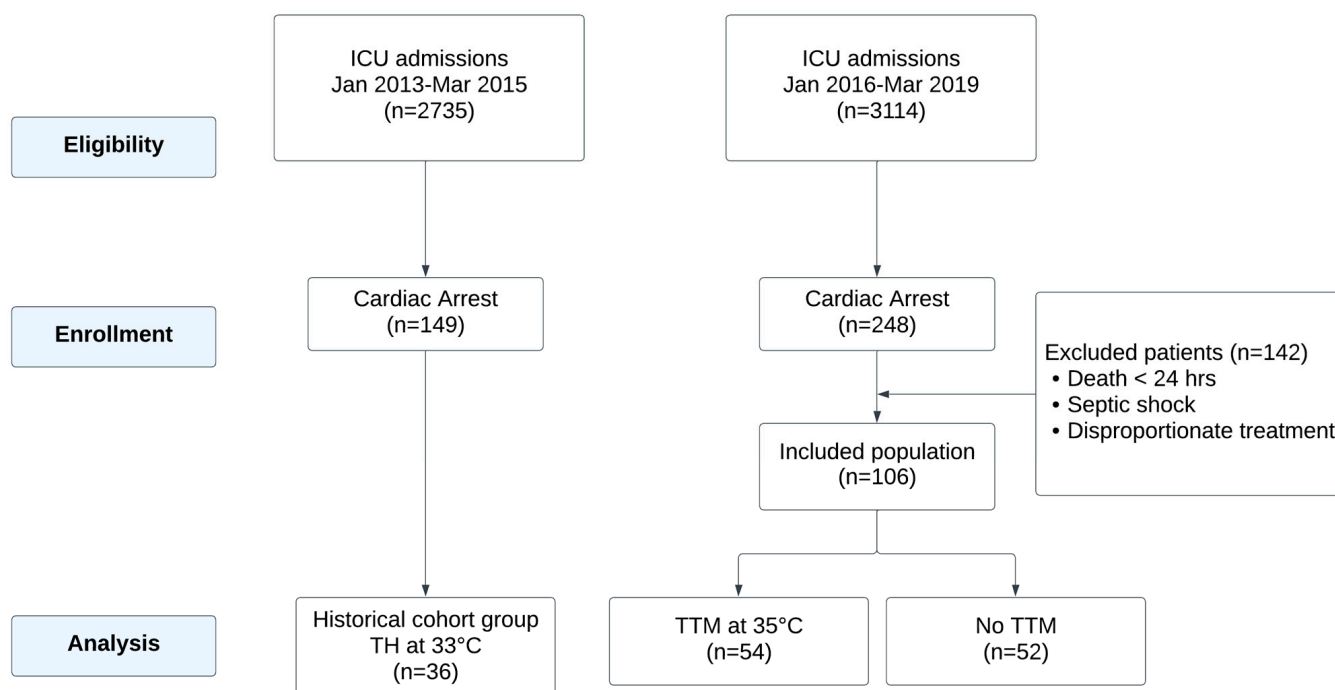 ICU admissions
Jan 2013-Mar 2015
(n=2735)
ICU admissions
Jan 2016-Mar 2019
(n=3114)
Eligibility
Cardiac Arrest
(n=149)
Cardiac Arrest
(n=248)
Enrollment
Excluded patients (n=142)
• Death < 24 hrs
• Septic shock
• Disproportionate treatment
Included population
(n=106)
Historical cohort group
TH at 33°C
(n=36)
TTM at 35°C
(n=54)
No TTM
(n=52)
Analysis